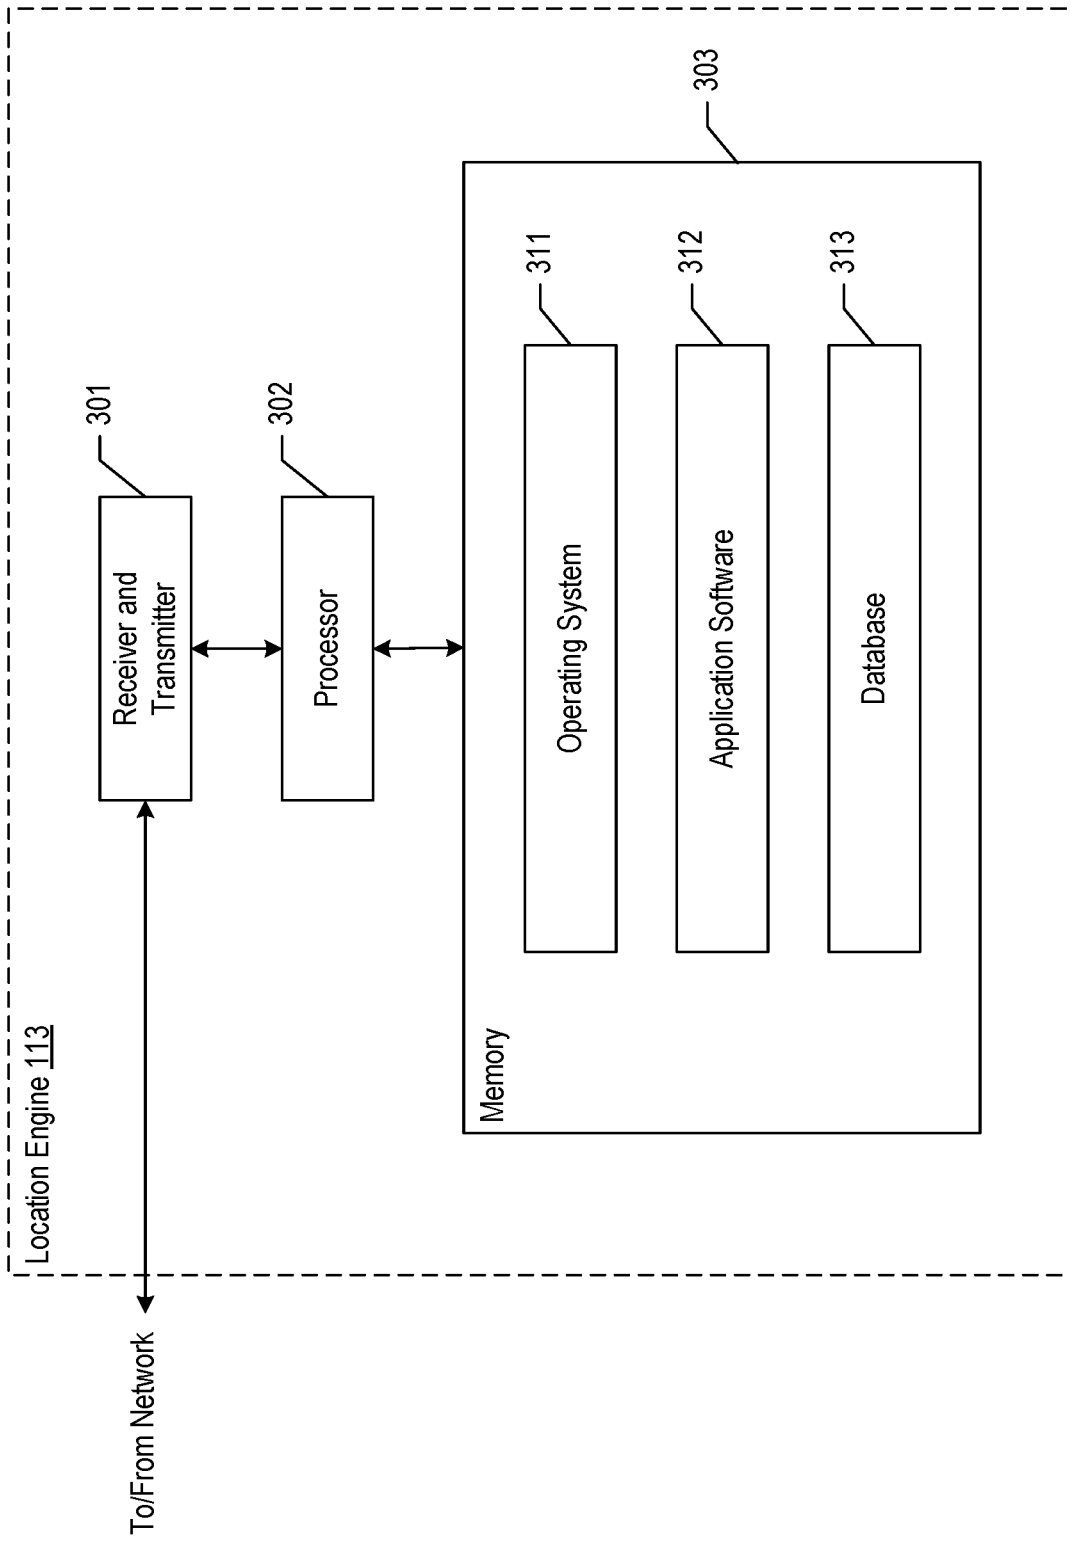 Location Engine 113
To/From Network
Receiver and
Transmitter
301
Processor
302
Memory
303
Operating System
311
Application Software
312
Database
313